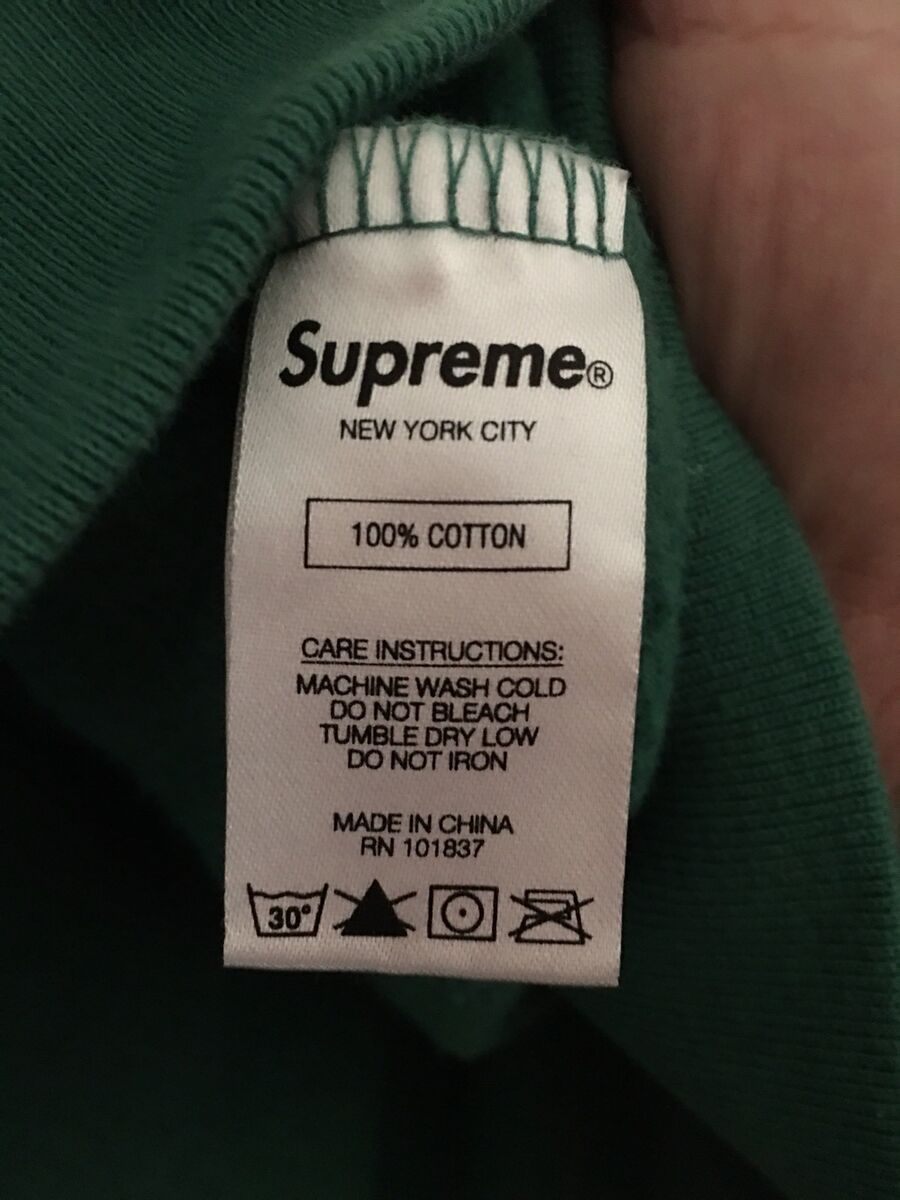 Supreme®
NEW YORK CITY
100% COTTON
CARE INSTRUCTIONS:
MACHINE WASH COLD
DO NOT BLEACH
TUMBLE DRY LOW
DO NOT IRON
MADE IN CHINA
RN 101837
30°